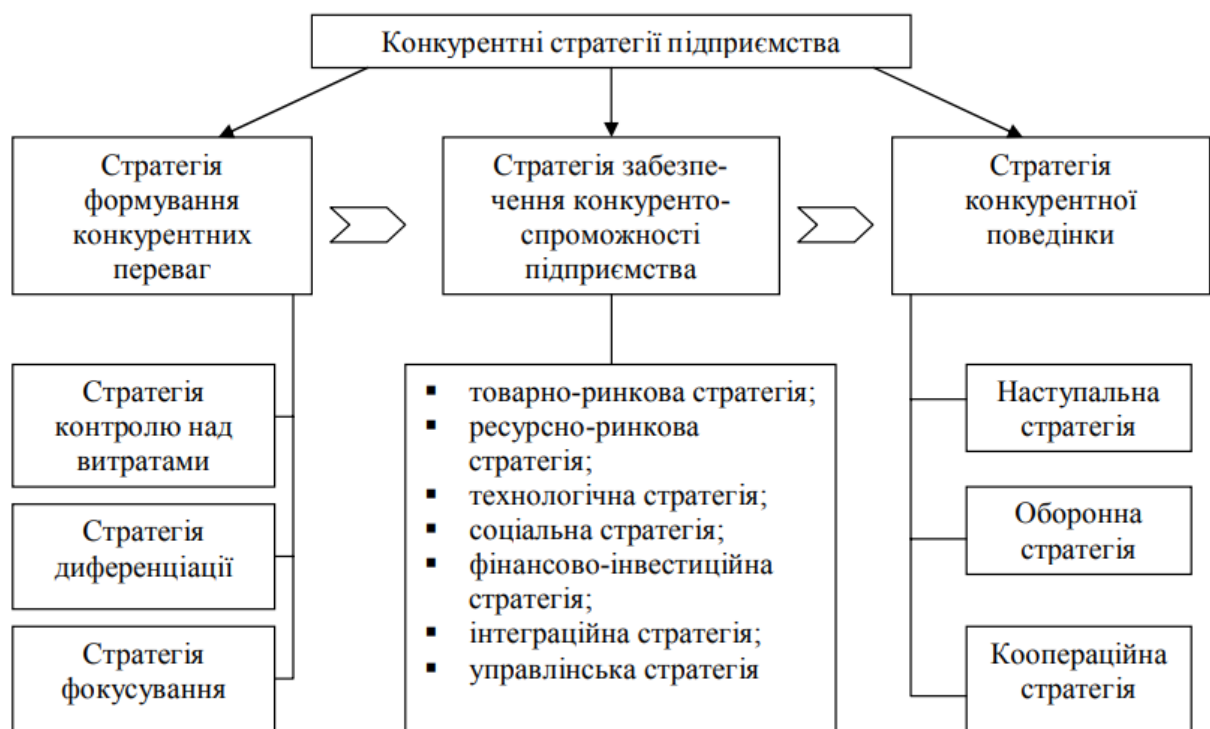 Конкурентні стратегії підприємства
Стратегія
формування
конкурентних
переваг
Стратегія забезпе-
чення конкуренто-
спроможності
підприємства
Стратегія
конкурентної
поведінки
Стратегія
контролю над
витратами
Стратегія
диференціації
Стратегія
фокусування
▪ товарно-ринкова стратегія;
▪ ресурсно-ринкова
стратегія;
▪ технологічна стратегія;
▪ соціальна стратегія;
▪ фінансово-інвестиційна
стратегія;
▪ інтеграційна стратегія;
▪ управлінська стратегія
Наступальна
стратегія
Оборонна
стратегія
Коопераційна
стратегія